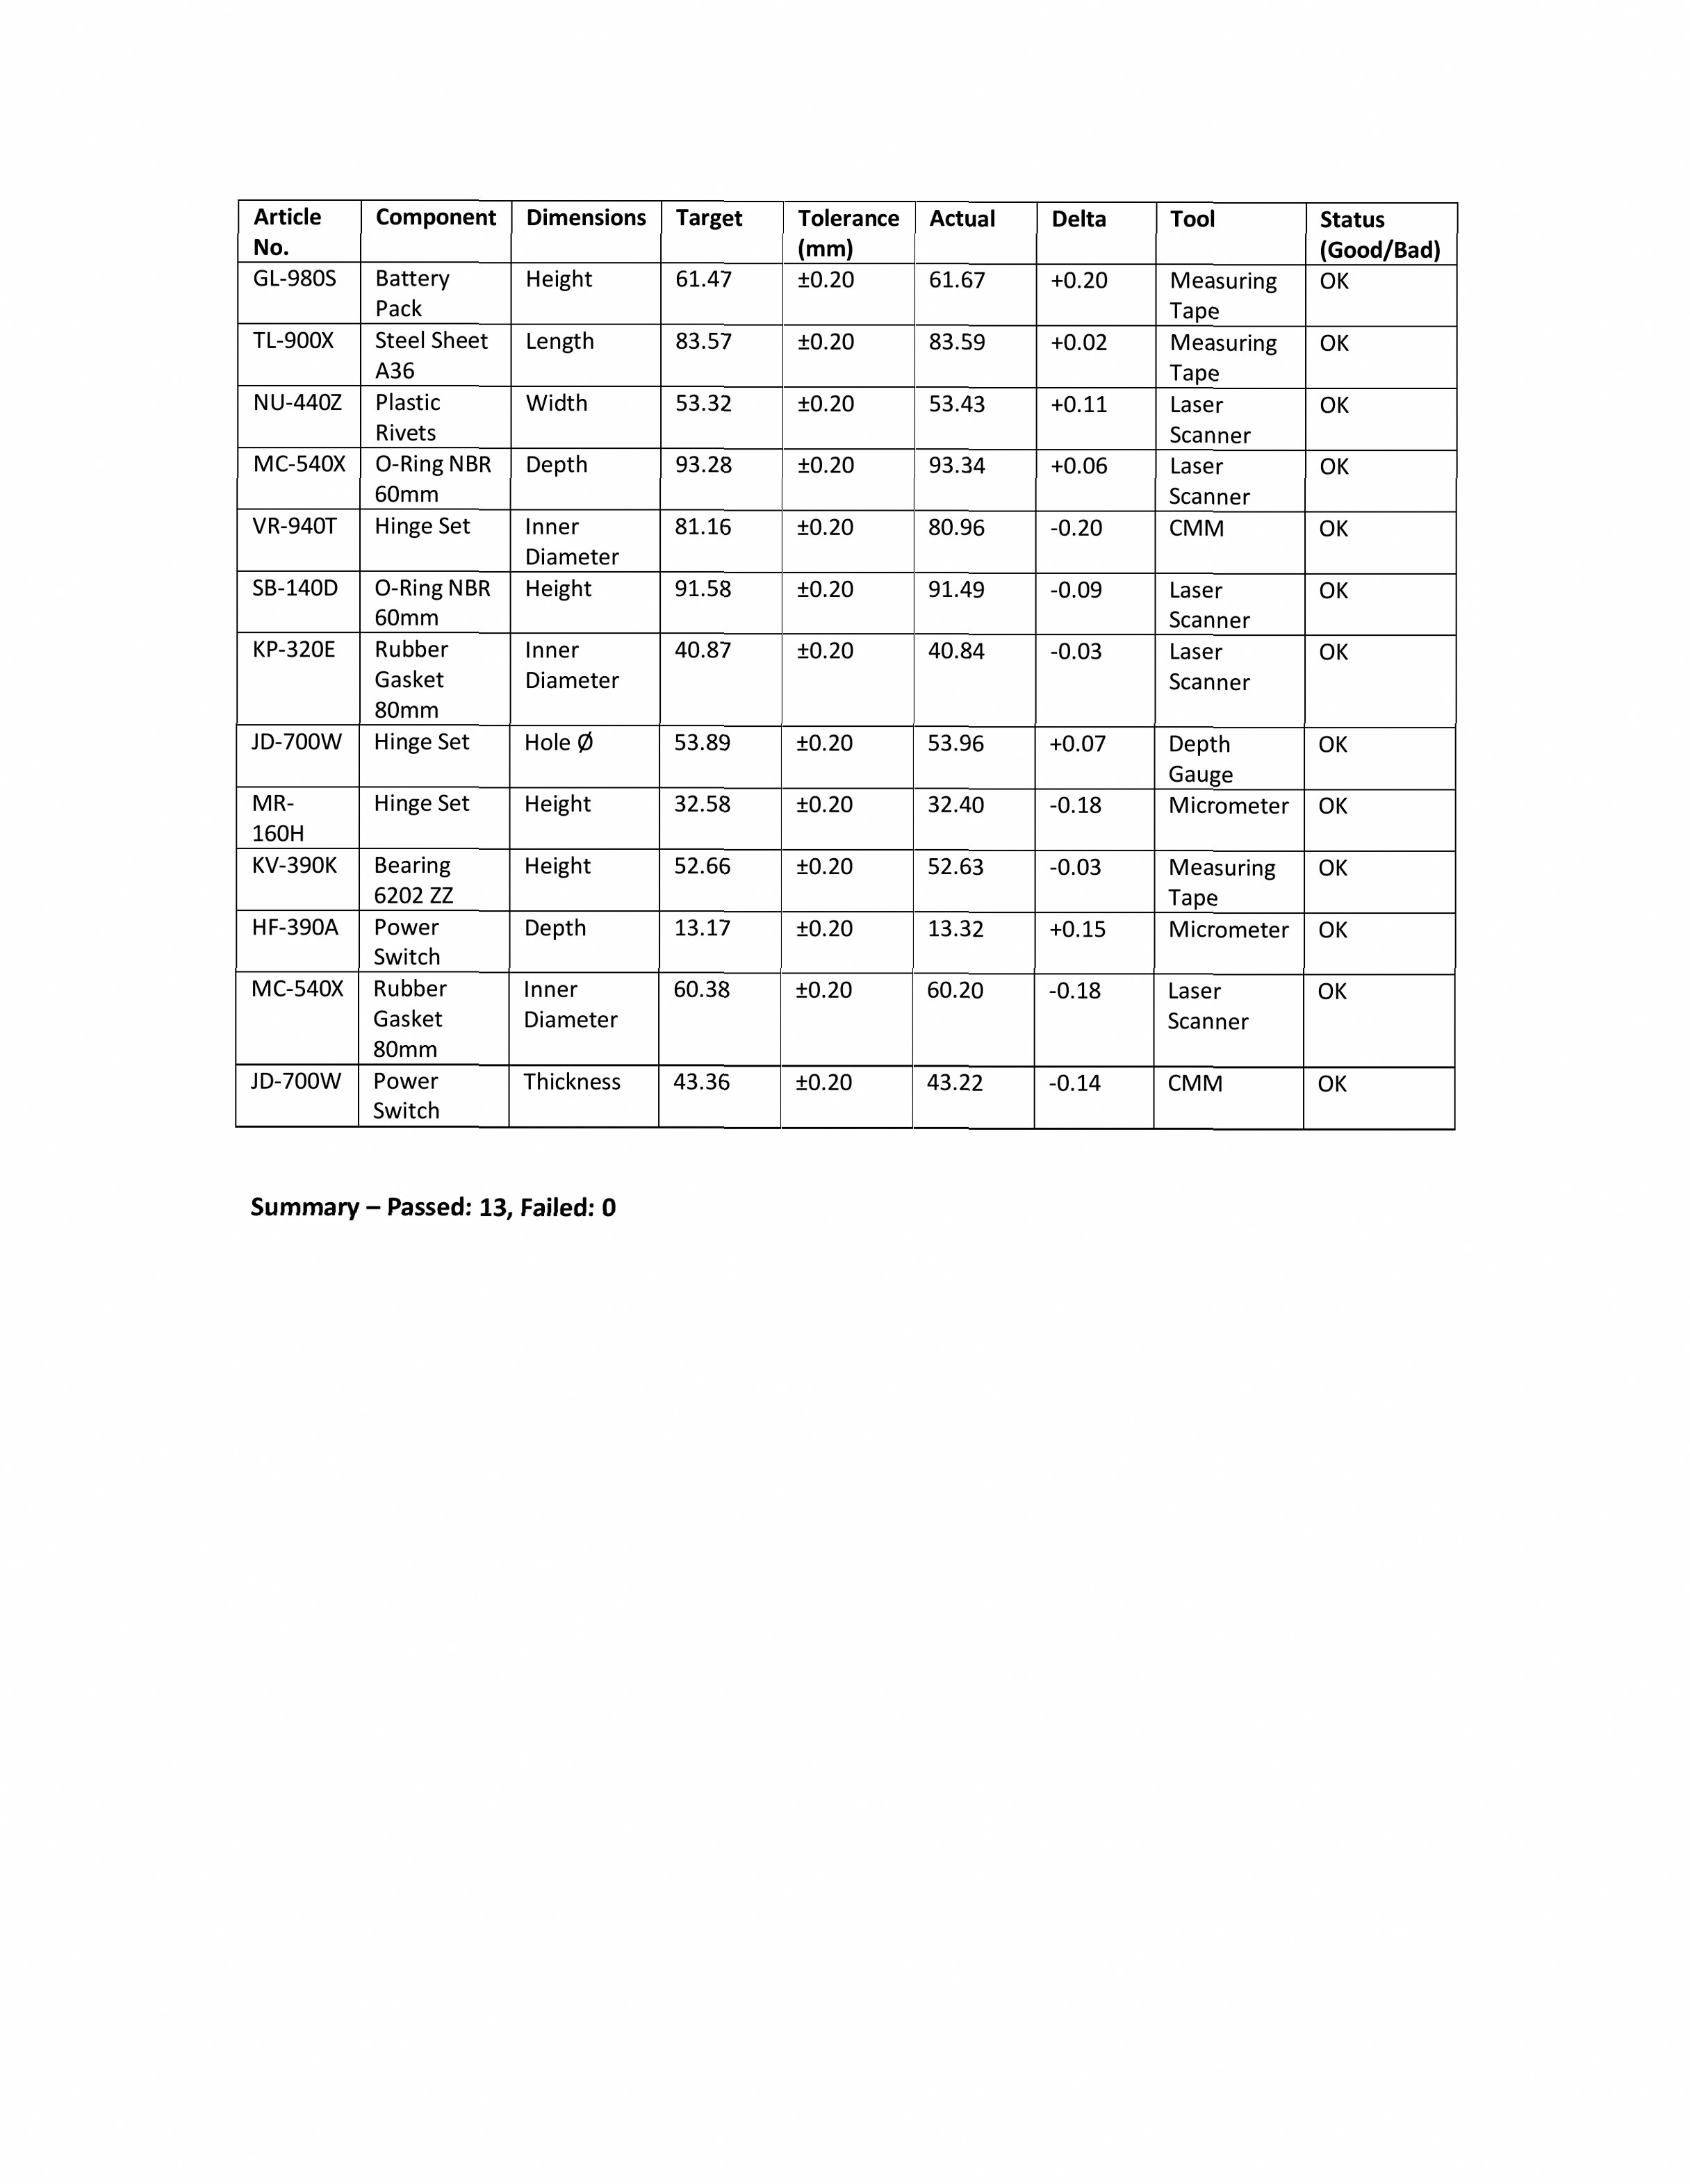 Article No. Component Dimensions Target Tolerance (mm) Actual Delta Tool Status (Good/Bad)
GL-980S Battery Pack Height 61.47 ±0.20 61.67 +0.20 Measuring Tape OK
TL-900X Steel Sheet A36 Length 83.57 ±0.20 83.59 +0.02 Measuring Tape OK
NU-440Z Plastic Rivets Width 53.32 ±0.20 53.43 +0.11 Laser Scanner OK
MC-540X O-Ring NBR 60mm Depth 93.28 ±0.20 93.34 +0.06 Laser Scanner OK
VR-940T Hinge Set Inner Diameter 81.16 ±0.20 80.96 -0.20 CMM OK
SB-140D O-Ring NBR 60mm Height 91.58 ±0.20 91.49 -0.09 Laser Scanner OK
KP-320E Rubber Gasket 80mm Inner Diameter 40.87 ±0.20 40.84 -0.03 Laser Scanner OK
JD-700W Hinge Set Hole Ø 53.89 ±0.20 53.96 +0.07 Depth Gauge OK
MR-160H Hinge Set Height 32.58 ±0.20 32.40 -0.18 Micrometer OK
KV-390K Bearing 6202 ZZ Height 52.66 ±0.20 52.63 -0.03 Measuring Tape OK
HF-390A Power Switch Depth 13.17 ±0.20 13.32 +0.15 Micrometer OK
MC-540X Rubber Gasket 80mm Inner Diameter 60.38 ±0.20 60.20 -0.18 Laser Scanner OK
JD-700W Power Switch Thickness 43.36 ±0.20 43.22 -0.14 CMM OK
Summary – Passed: 13, Failed: 0